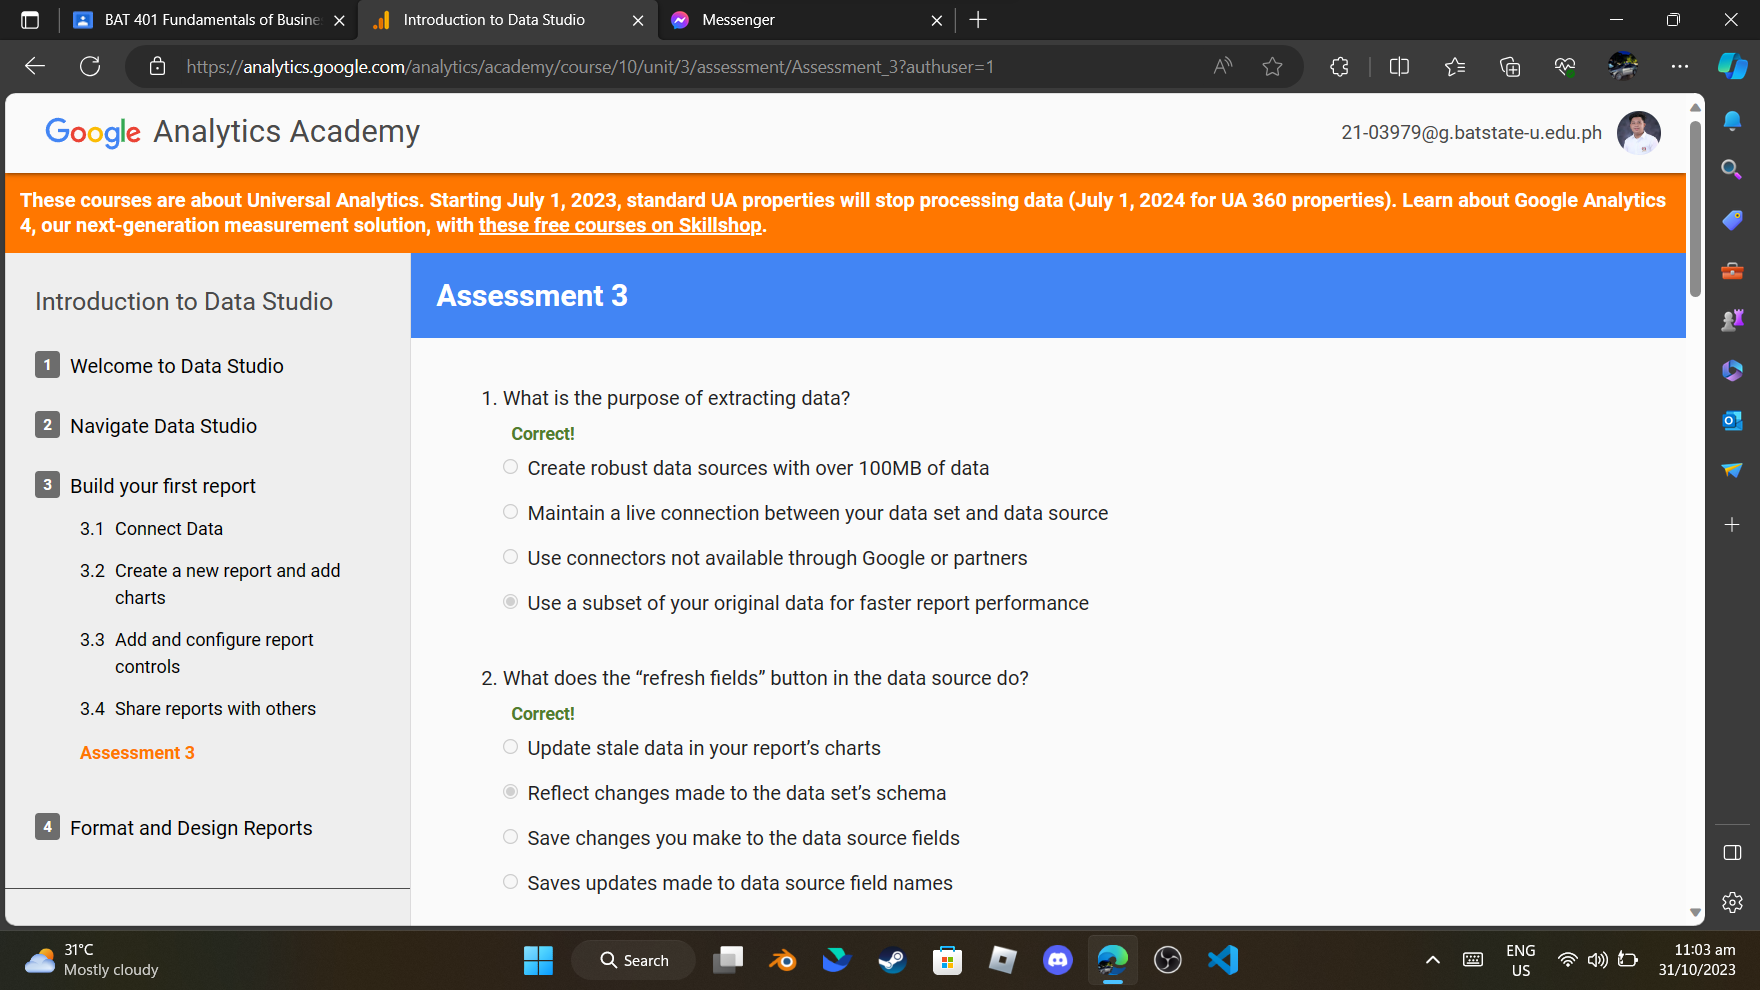 BAT 401 Fundamentals of Busine
Introduction to Data Studio
Messenger
https://analytics.google.com/analytics/academy/course/10/unit/3/assessment/Assessment_3?authuser=1
Google Analytics Academy
21-03979@g.batstate-u.edu.ph
These courses are about Universal Analytics. Starting July 1, 2023, standard UA properties will stop processing data (July 1, 2024 for UA 360 properties). Learn about Google Analytics
4, our next-generation measurement solution, with these free courses on Skillshop.
Introduction to Data Studio
1 Welcome to Data Studio
2 Navigate Data Studio
3 Build your first report
3.1 Connect Data
3.2 Create a new report and add
charts
3.3 Add and configure report
controls
3.4 Share reports with others
Assessment 3
4 Format and Design Reports
Assessment 3
1. What is the purpose of extracting data?
Correct!
Create robust data sources with over 100MB of data
Maintain a live connection between your data set and data source
Use connectors not available through Google or partners
Use a subset of your original data for faster report performance
2. What does the “refresh fields” button in the data source do?
Correct!
Update stale data in your report’s charts
Reflect changes made to the data set’s schema
Save changes you make to the data source fields
Saves updates made to data source field names
31°C
Mostly cloudy
Search
ENG
US
11:03 am
31/10/2023